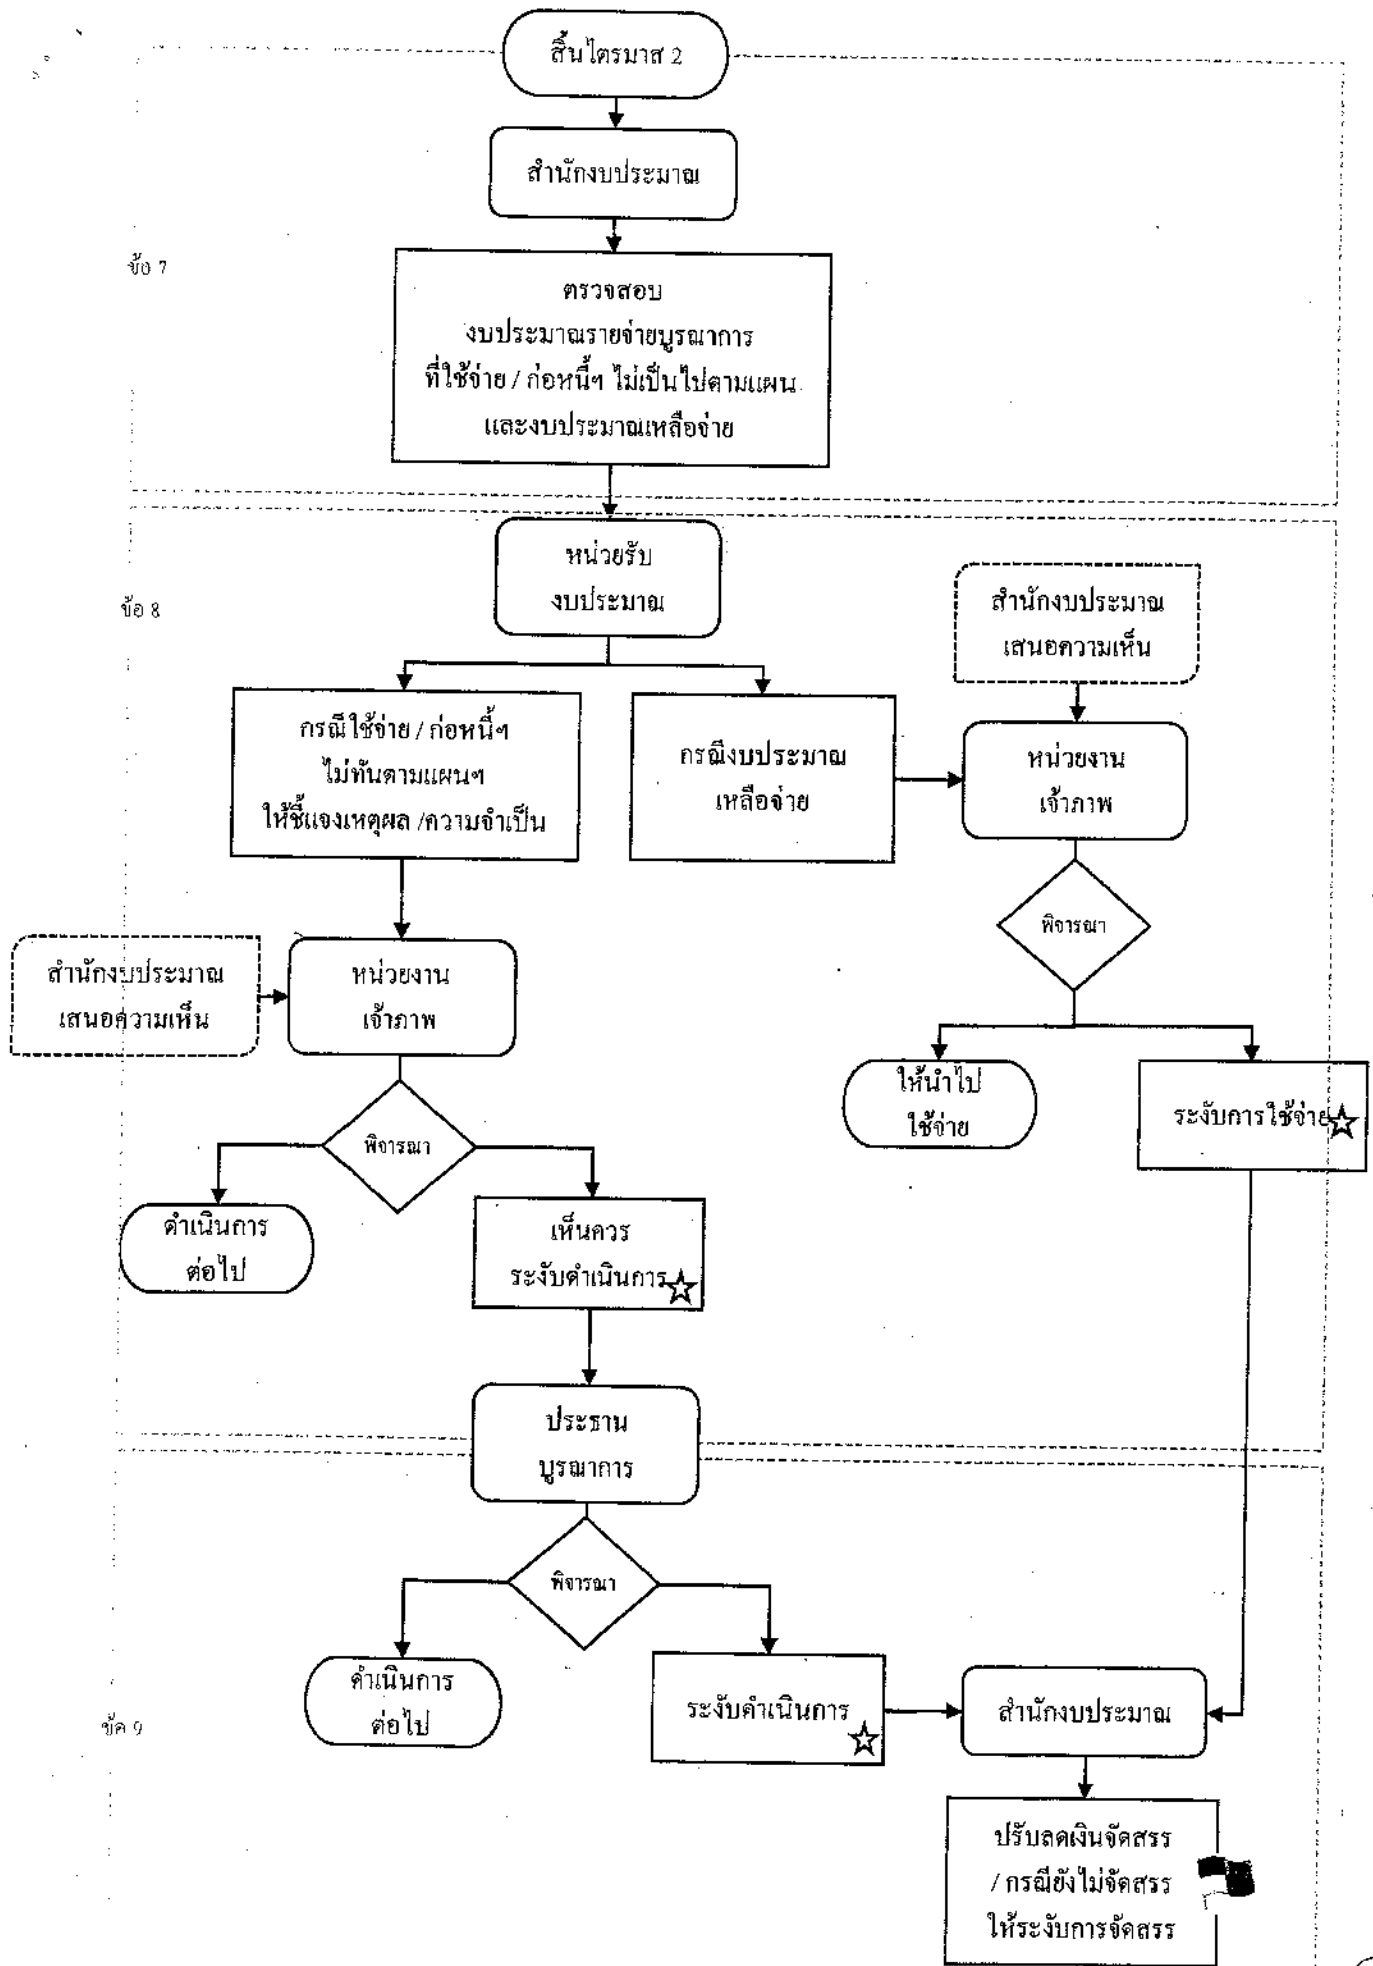 สิ้นไตรมาส 2
สำนักงบประมาณ
ข้อ 7
ตรวจสอบ
งบประมาณรายจ่ายบูรณาการ
ที่ใช้จ่าย / ก่อหนี้ฯ ไม่เป็นไปตามแผน
และงบประมาณเหลือจ่าย
หน่วยรับ
งบประมาณ
ข้อ 8
สำนักงบประมาณ
เสนอความเห็น
กรณีใช้จ่าย / ก่อหนี้ฯ
ไม่ทันตามแผนฯ
ให้ชี้แจงเหตุผล /ความจำเป็น
กรณีงบประมาณ
เหลือจ่าย
หน่วยงาน
เจ้าภาพ
พิจารณา
สำนักงบประมาณ
เสนอความเห็น
หน่วยงาน
เจ้าภาพ
ให้นำไป
ใช้จ่าย
ระงับการใช้จ่าย
พิจารณา
ดำเนินการ
ต่อไป
เห็นควร
ระงับดำเนินการ
ประธาน
บูรณาการ
พิจารณา
ดำเนินการ
ต่อไป
ระงับดำเนินการ
สำนักงบประมาณ
ข้อ 9
ปรับลดเงินจัดสรร
/ กรณียังไม่จัดสรร
ให้ระงับการจัดสรร